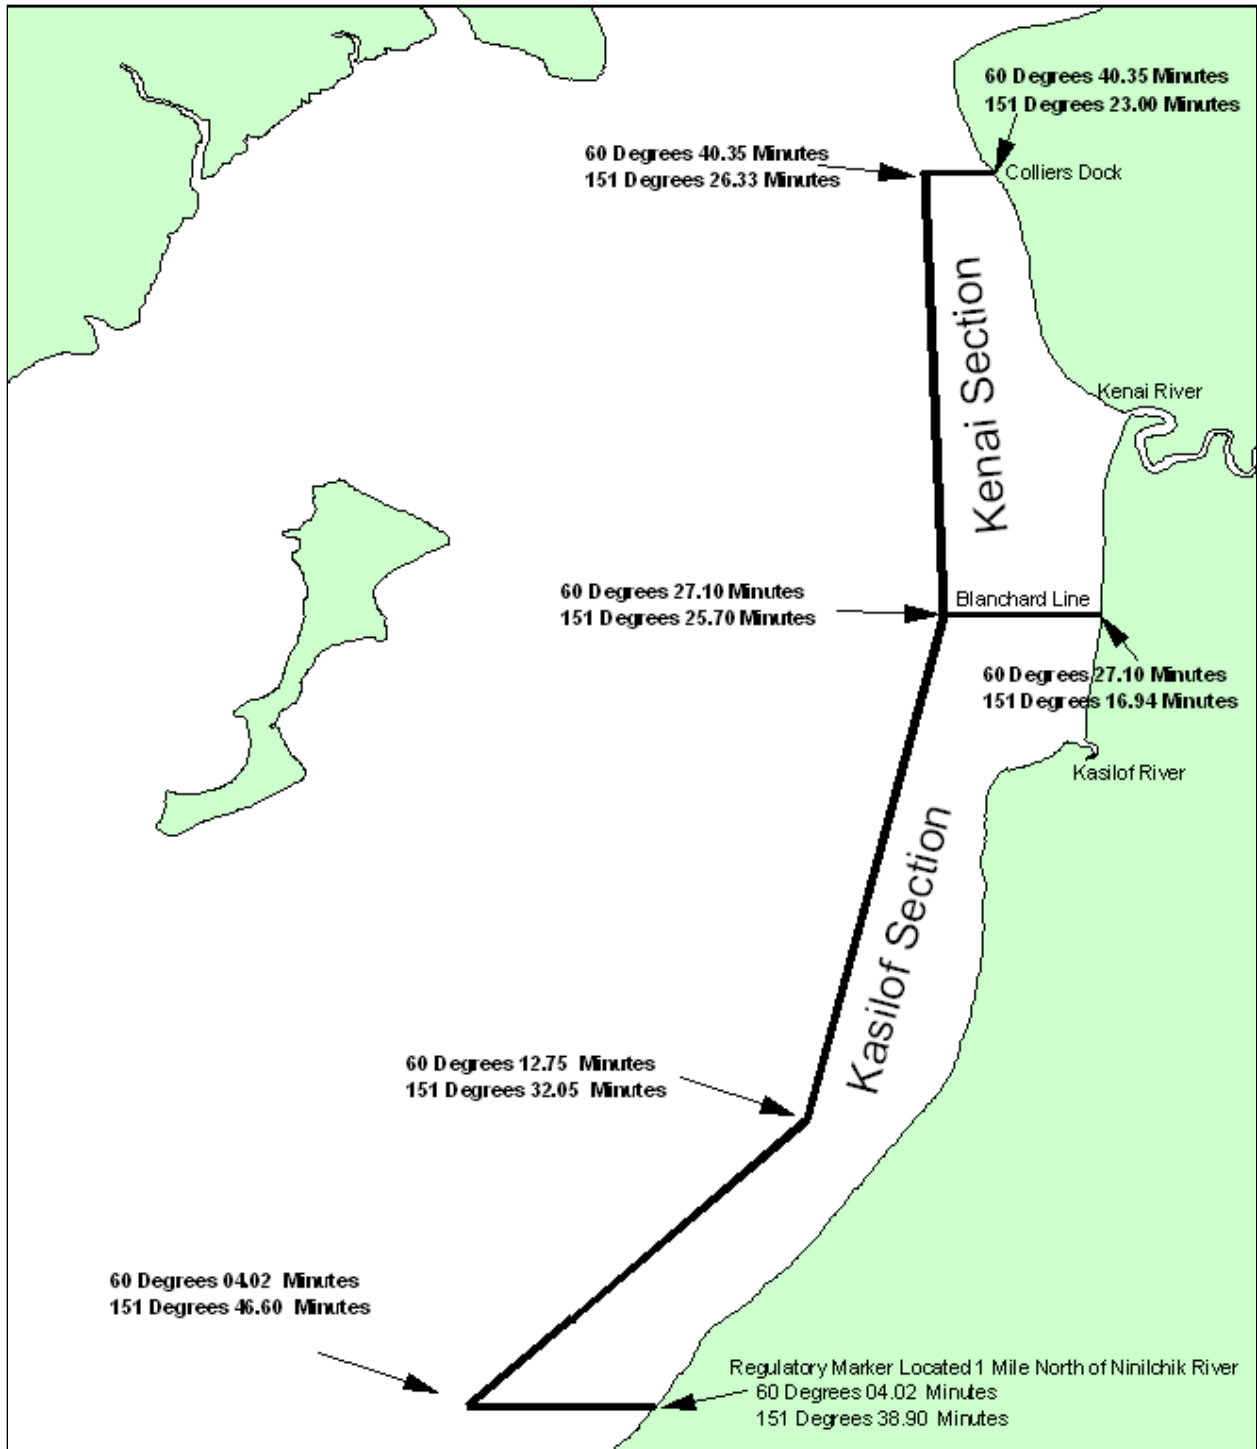 60 Degrees 40.35 Minutes
151 Degrees 23.00 Minutes
60 Degrees 40.35 Minutes
151 Degrees 26.33 Minutes
Colliers Dock
Kenai Section
Kenai River
60 Degrees 27.10 Minutes
151 Degrees 25.70 Minutes
Blanchard Line
60 Degrees 27.10 Minutes
151 Degrees 16.94 Minutes
Kasilof River
Kasilof Section
60 Degrees 12.75 Minutes
151 Degrees 32.05 Minutes
60 Degrees 04.02 Minutes
151 Degrees 46.60 Minutes
Regulatory Marker Located 1 Mile North of Ninilchik River
60 Degrees 04.02 Minutes
151 Degrees 38.90 Minutes